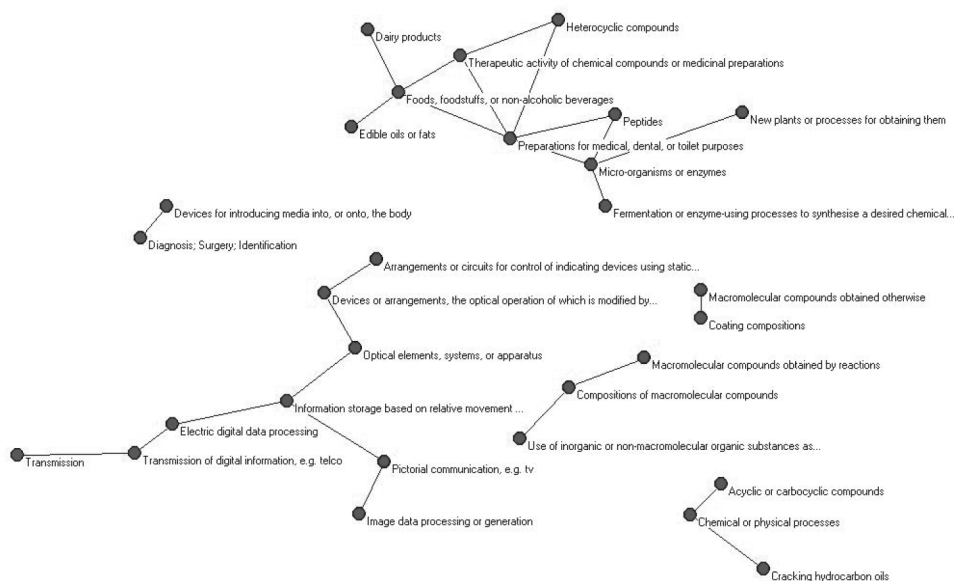 Heterocyclic compounds
Dairy products
Therapeutic activity of chemical compounds or medicinal preparations
Foods, foodstuffs, or non-alcoholic beverages
Peptides
New plants or processes for obtaining them
Edible oils or fats
Preparations for medical, dental, or toilet purposes
Micro-organisms or enzymes
Devices for introducing media into, or onto, the body
Fermentation or enzyme-using processes to synthesise a desired chemical...
Diagnosis; Surgery; Identification
Arrangements or circuits for control of indicating devices using static...
Devices or arrangements, the optical operation of which is modified by...
Macromolecular compounds obtained otherwise
Coating compositions
Optical elements, systems, or apparatus
Macromolecular compounds obtained by reactions
Compositions of macromolecular compounds
Information storage based on relative movement ...
Electric digital data processing
Use of inorganic or non-macromolecular organic substances as...
Transmission
Transmission of digital information, e.g. telco
Pictorial communication, e.g. tv
Acyclic or carbocyclic compounds
Image data processing or generation
Chemical or physical processes
Cracking hydrocarbon oils